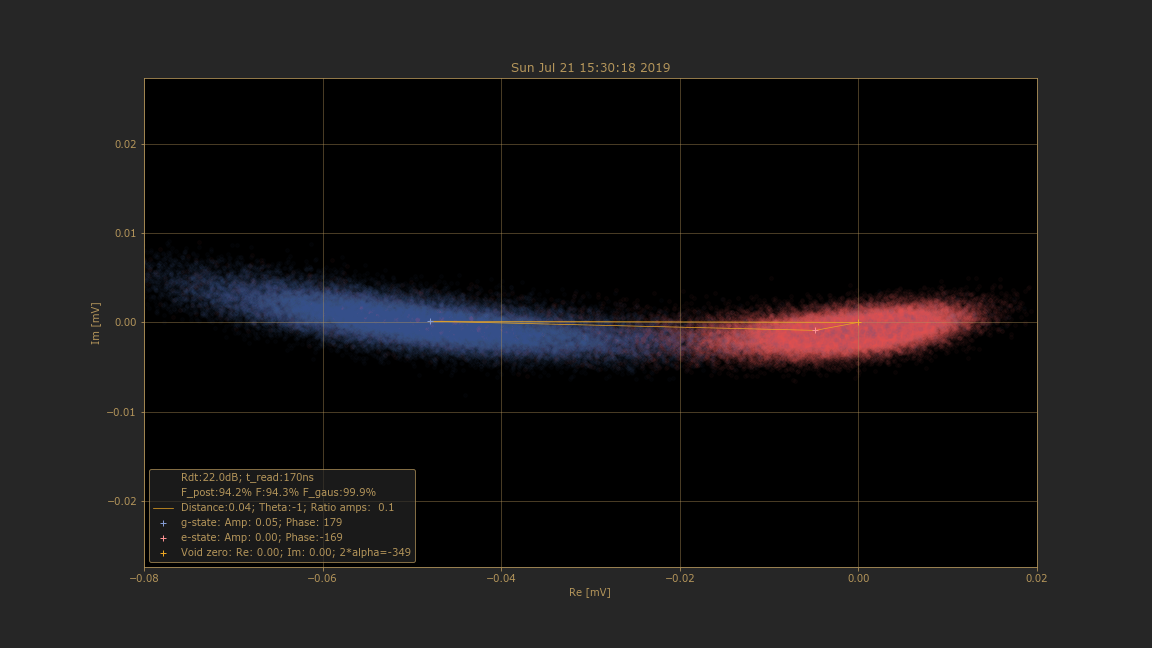 Sun Jul 21 15:30:18 2019
Im [mV]
0.02
0.01
0.00
−0.01
−0.02
Rdt:22.0dB; t_read:170ns
F_post:94.2% F:94.3% F_gaus:99.9%
Distance:0.04; Theta:-1; Ratio amps:  0.1
g-state: Amp: 0.05; Phase: 179
e-state: Amp: 0.00; Phase:-169
Void zero: Re: 0.00; Im: 0.00; 2*alpha=-349
−0.08 −0.06 −0.04 −0.02 0.00 0.02
Re [mV]